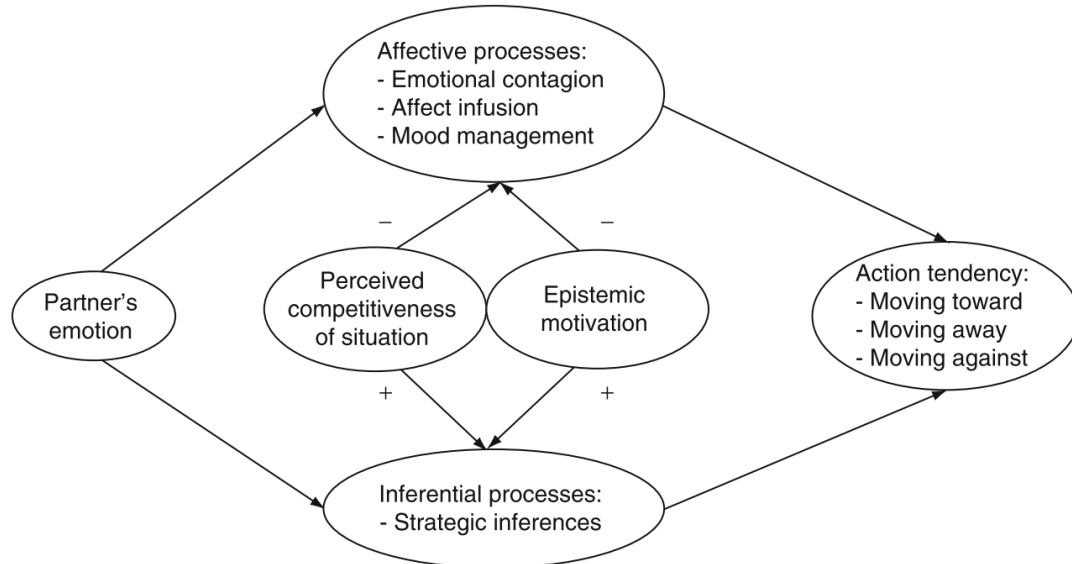 Affective processes:
- Emotional contagion
- Affect infusion
- Mood management
–
–
Partner's
emotion
Perceived
competitiveness
of situation
Epistemic
motivation
Action tendency:
- Moving toward
- Moving away
- Moving against
+
+
Inferential processes:
- Strategic inferences